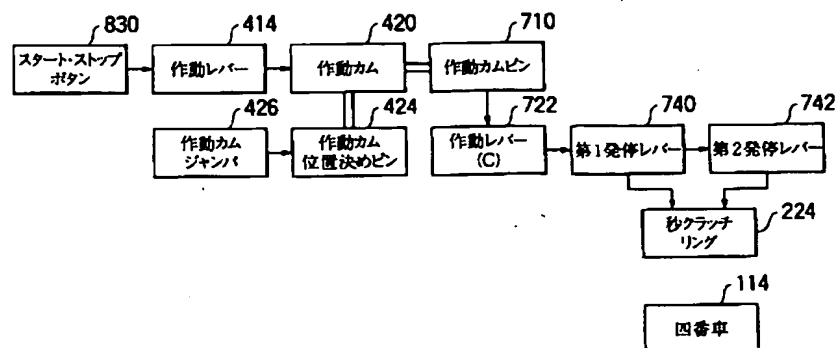 830
414
420
710
スタート・ストップ
ボタン
作動レバー
作動カム
作動カムピン
426
424
722
740
742
作動カム
ジャンパ
作動カム
位置決めピン
作動レバー
(C)
第1発停レバー
第2発停レバー
224
秒クラッチ
リング
114
四番車